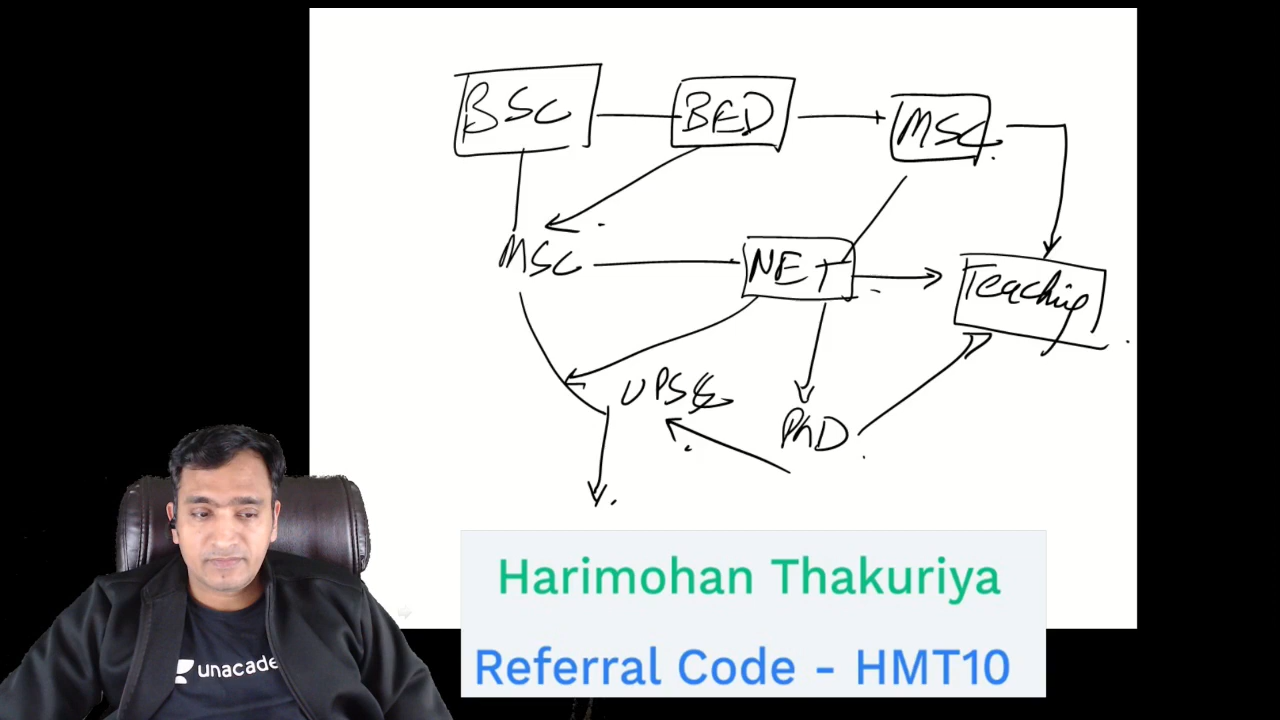 BSC BED MSC
MSC NET Teaching
UPSC
PhD
unacade
Harimohan Thakuriya
Referral Code - HMT10